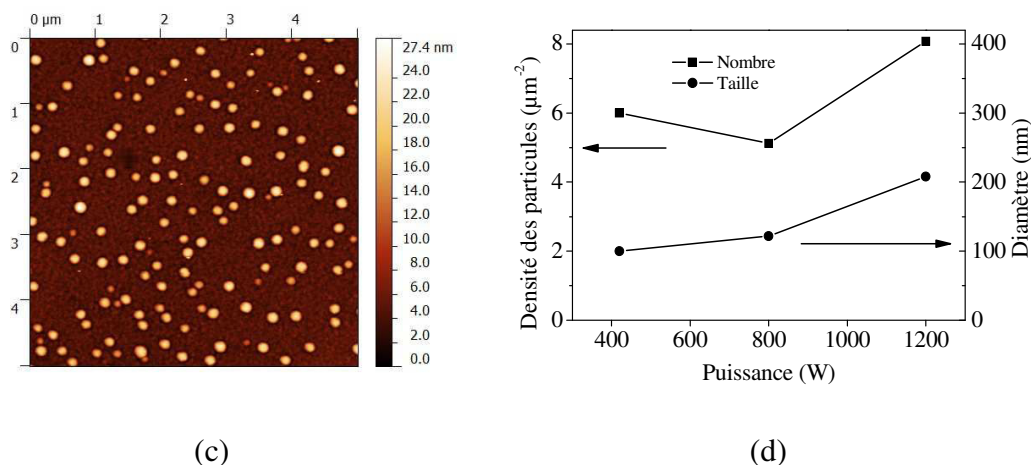 0 µm 1 2 3 4
0
1
2
3
4
27.4 nm
24.0
22.0
20.0
18.0
16.0
14.0
12.0
10.0
8.0
6.0
4.0
2.0
0.0
(c)
Densité des particules (µm-2)
8
6
4
2
0
Nombre
Taille
400
300
200
100
0
Diamètre (nm)
400 600 800 1000 1200
Puissance (W)
(d)